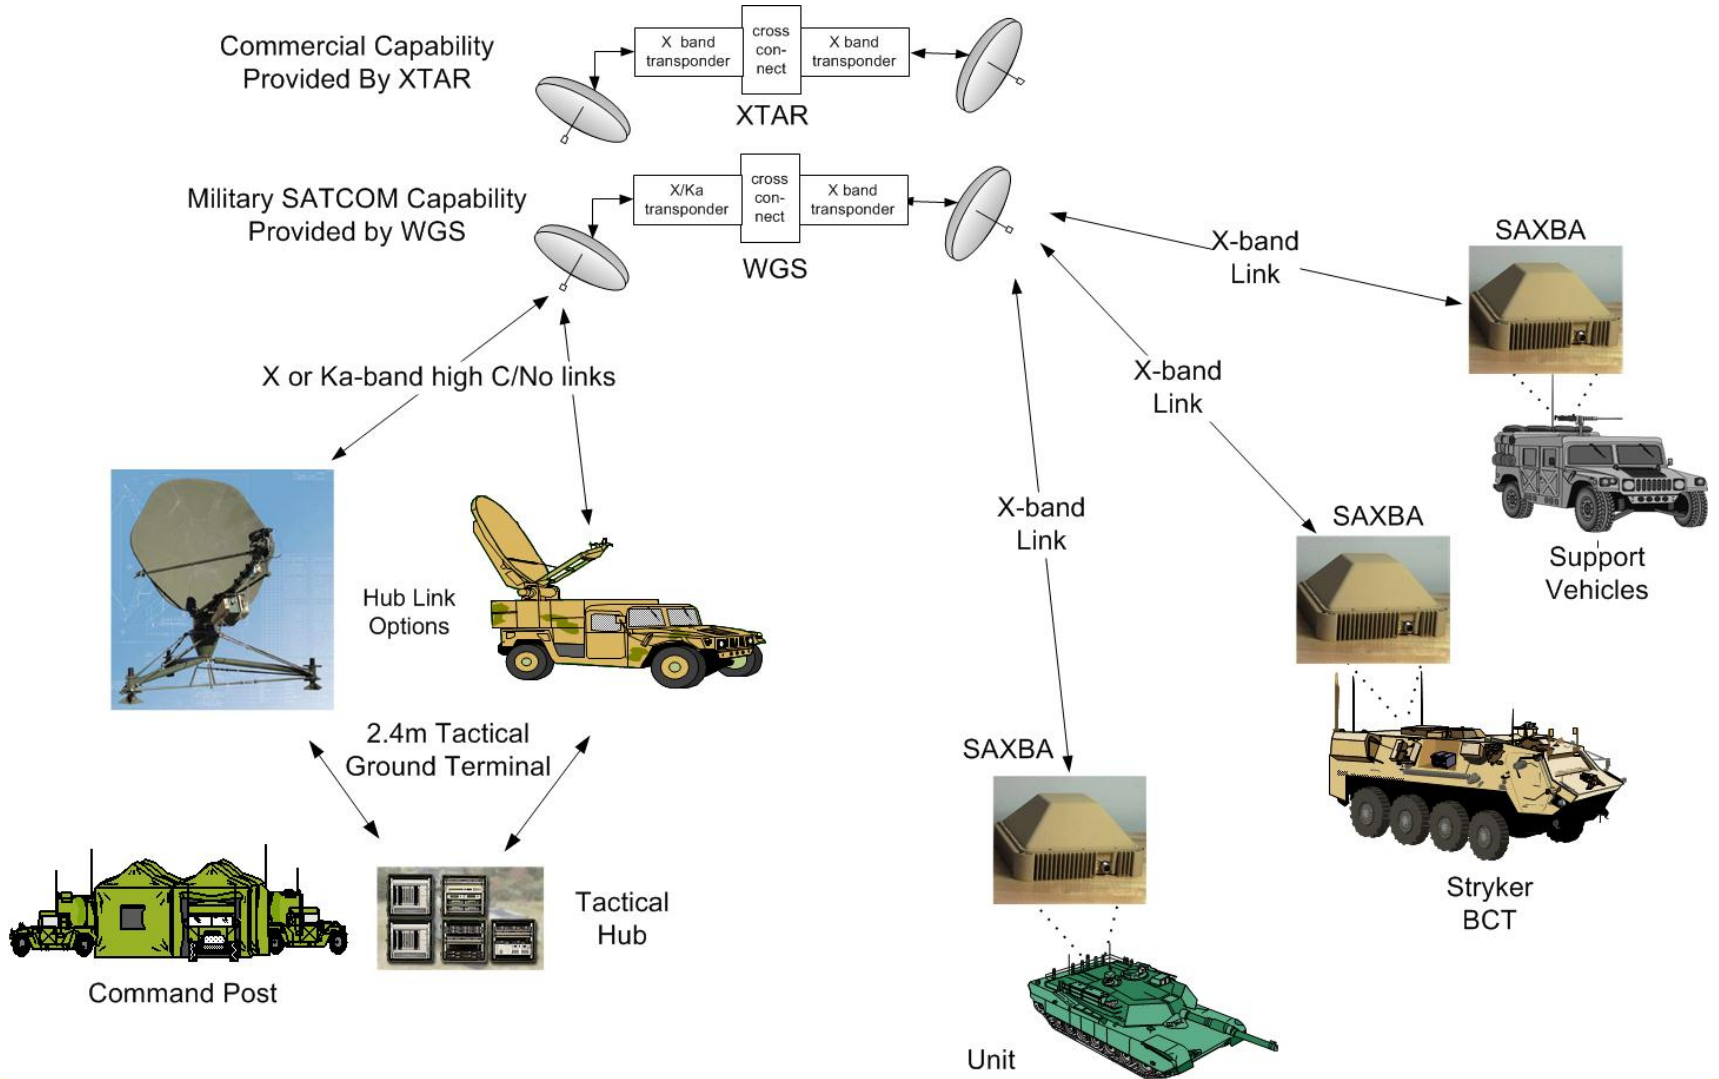 Commercial Capability
Provided By XTAR
X band
transponder
cross
con-
nect
X band
transponder
XTAR
Military SATCOM Capability
Provided by WGS
X/Ka
transponder
cross
con-
nect
X band
transponder
WGS
X-band
Link
SAXBA
X or Ka-band high C/No links
X-band
Link
X-band
Link
SAXBA
Support
Vehicles
Hub Link
Options
2.4m Tactical
Ground Terminal
SAXBA
Stryker
BCT
Tactical
Hub
Command Post
Unit